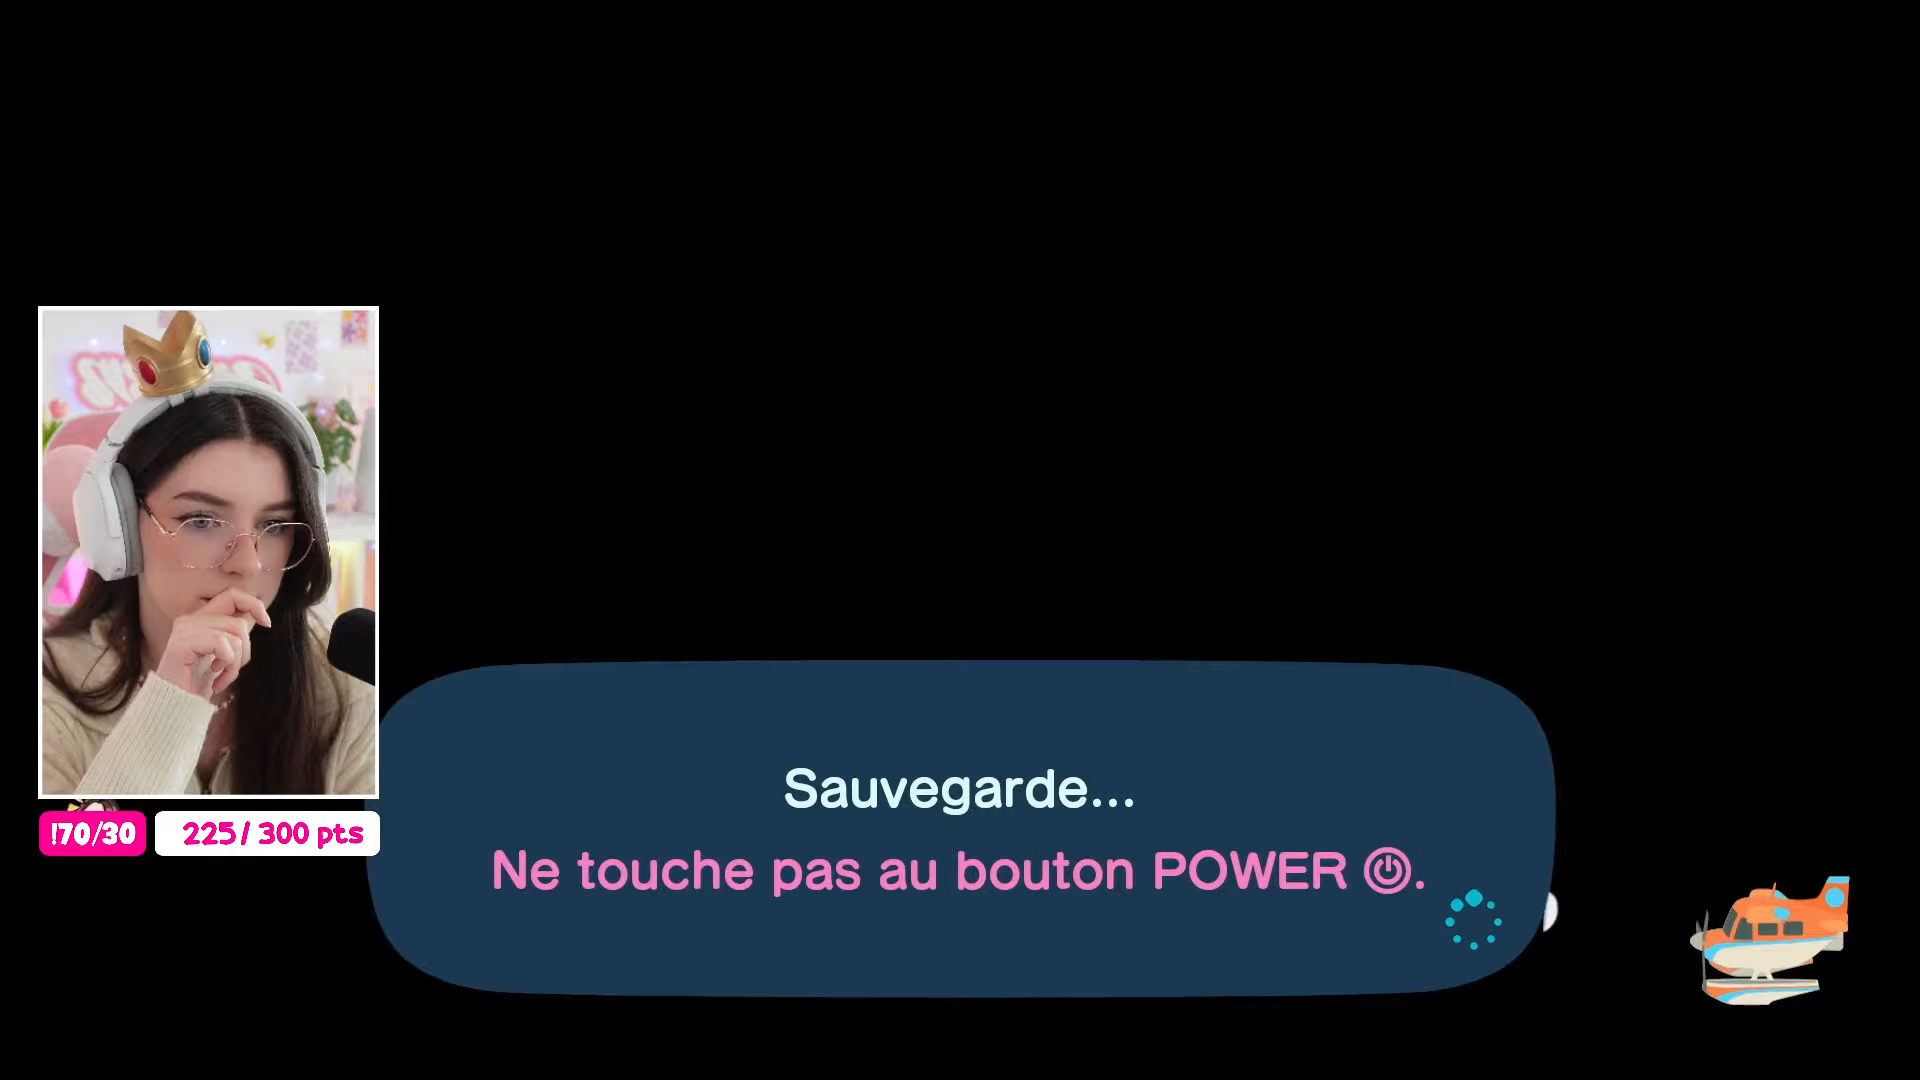 !70/30
225/ 300 pts
Sauvegarde...
Ne touche pas au bouton POWER ⏻.